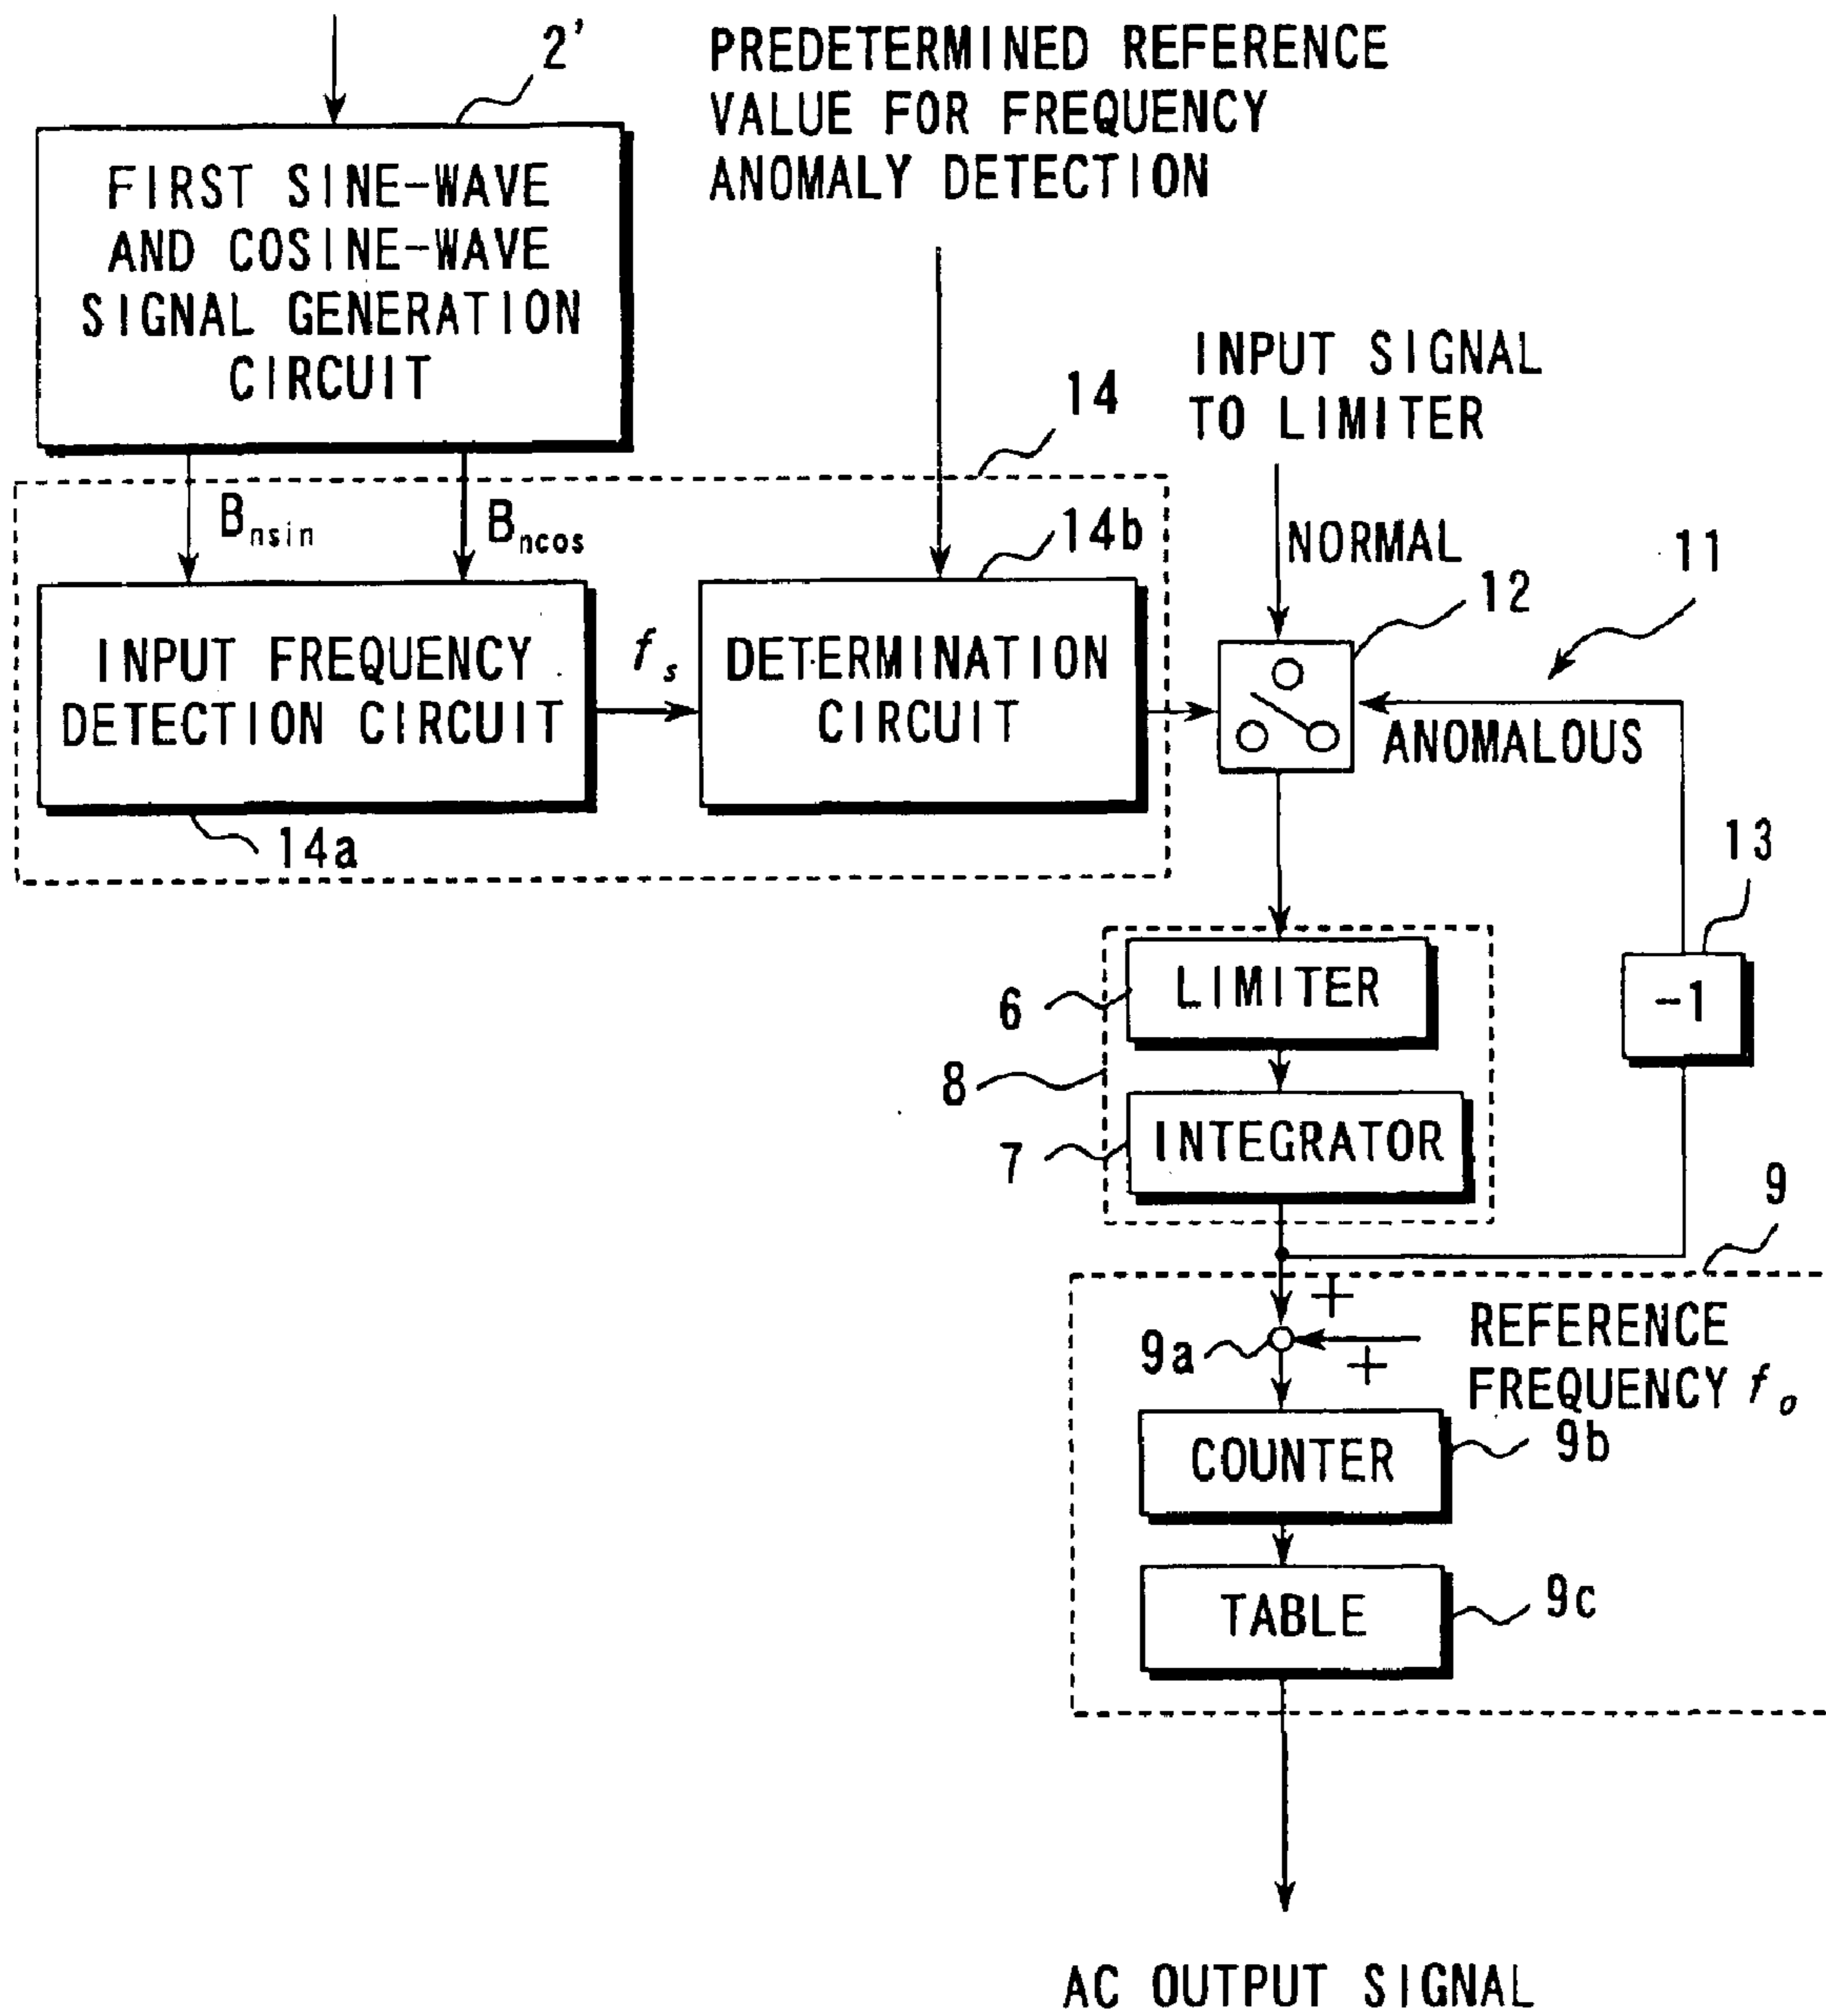 2'
PREDETERMINED REFERENCE
VALUE FOR FREQUENCY
ANOMALY DETECTION
FIRST SINE-WAVE
AND COSINE-WAVE
SIGNAL GENERATION
CIRCUIT
14
INPUT SIGNAL
TO LIMITER
Bnsin
Bncos
14b
NORMAL
11
12
INPUT FREQUENCY
DETECTION CIRCUIT
fs
DETERMINATION
CIRCUIT
ANOMALOUS
14a
13
LIMITER
6
-1
8
INTEGRATOR
7
9
+
9a
+
REFERENCE
FREQUENCY fo
COUNTER
9b
TABLE
9c
AC OUTPUT SIGNAL